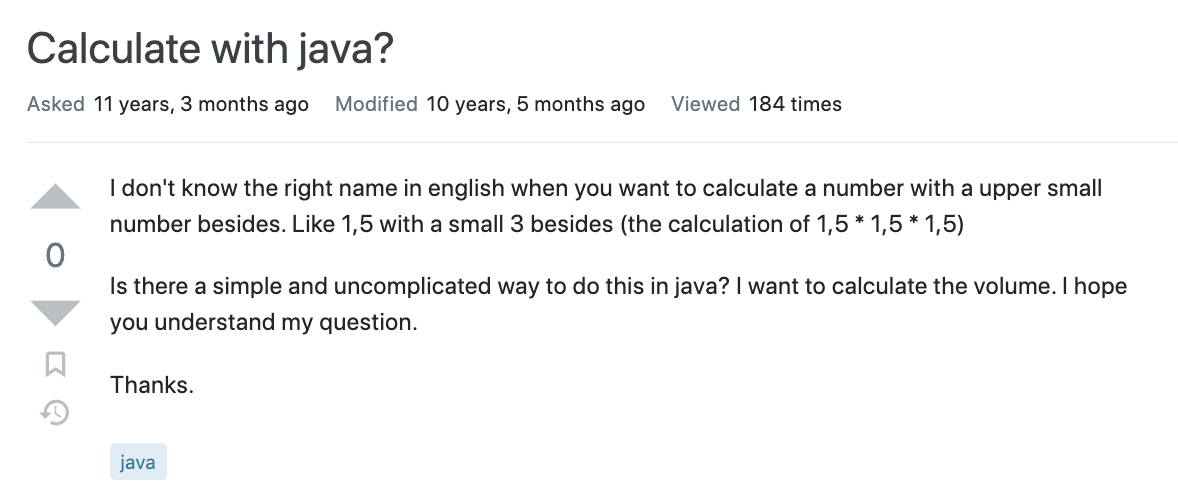 Calculate with java?
Asked 11 years, 3 months ago Modified 10 years, 5 months ago Viewed 184 times
I don't know the right name in english when you want to calculate a number with a upper small
number besides. Like 1,5 with a small 3 besides (the calculation of 1,5 * 1,5 * 1,5)
0
Is there a simple and uncomplicated way to do this in java? I want to calculate the volume. I hope
you understand my question.
Thanks.
java